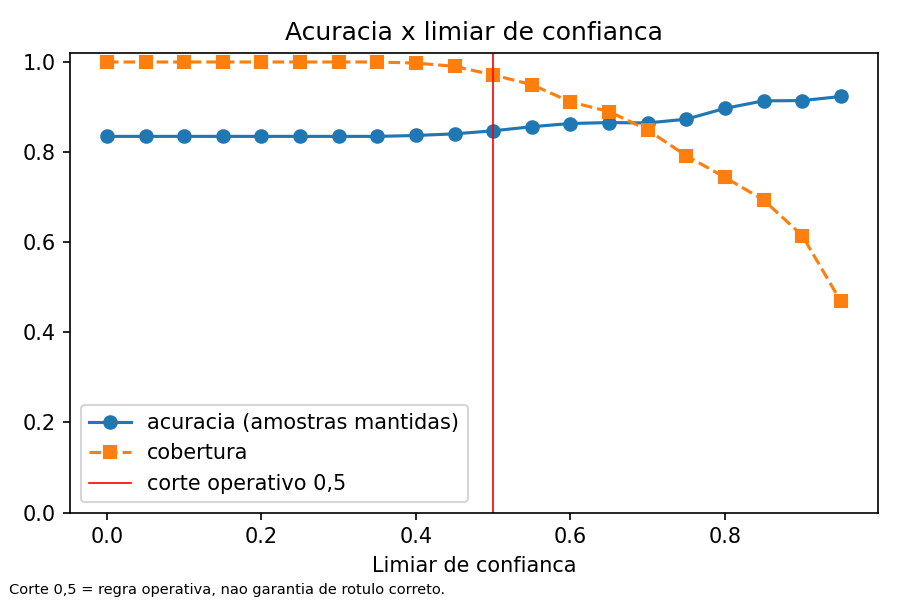 Acuracia x limiar de confianca
1.0
0.8
0.6
0.4
0.2
0.0
acuracia (amostras mantidas)
cobertura
corte operativo 0,5
0.0 0.2 0.4 0.6 0.8
Limiar de confianca
Corte 0,5 = regra operativa, nao garantia de rotulo correto.